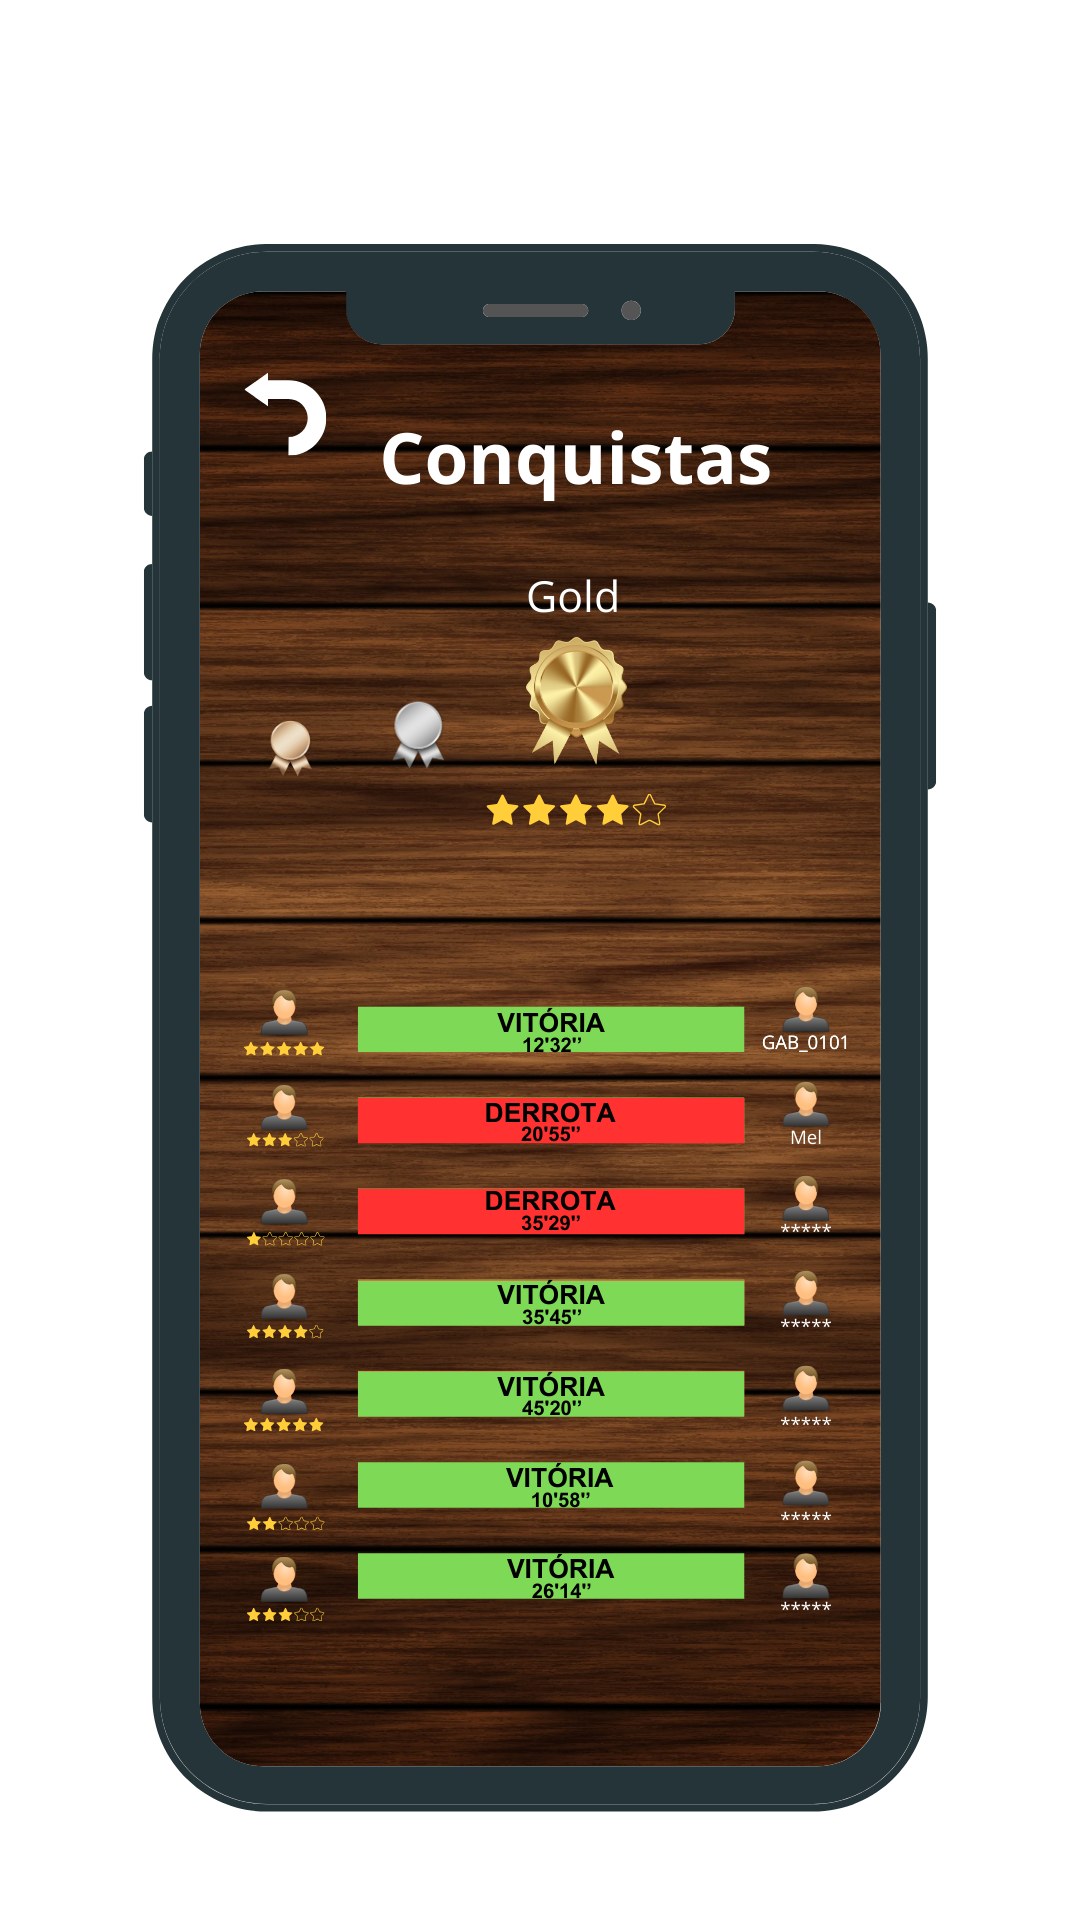 Conquistas
Gold
VITÓRIA
12'32"
GAB_0101
DERROTA
20'55"
Mel
DERROTA
35'29"
*****
VITÓRIA
35'45"
*****
VITÓRIA
45'20"
*****
VITÓRIA
10'58"
*****
VITÓRIA
26'14"
*****